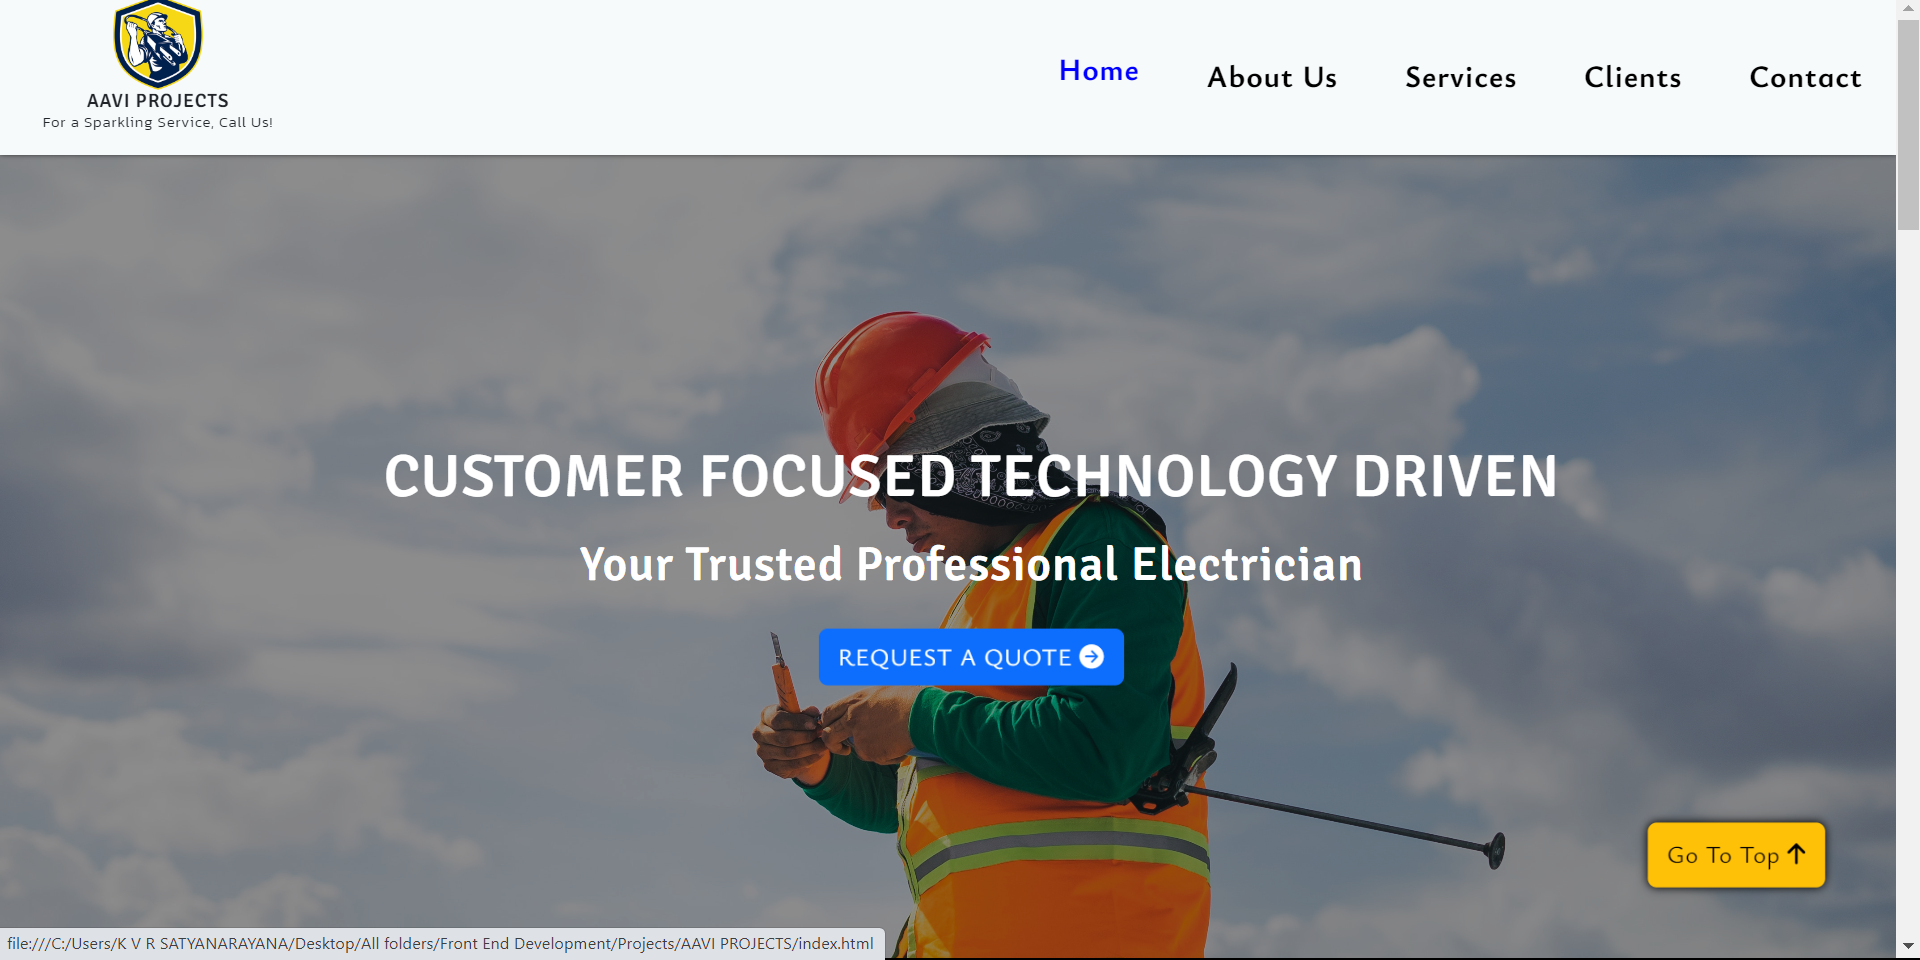 AAVI PROJECTS
For a Sparkling Service, Call Us!
Home About Us Services Clients Contact
CUSTOMER FOCUSED TECHNOLOGY DRIVEN
Your Trusted Professional Electrician
REQUEST A QUOTE
Go To Top
file:///C:/Users/K V R SATYANARAYANA/Desktop/All folders/Front End Development/Projects/AAVI PROJECTS/index.html